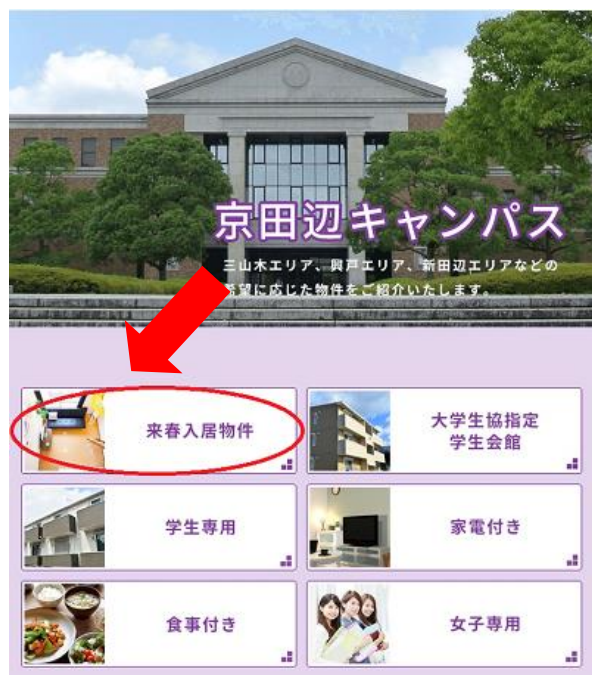 京田辺キャンパス
三山木エリア、興戸エリア、新田辺エリアなどの
希望に応じた物件をご紹介いたします。
来春入居物件
大学生協指定
学生会館
学生専用
家電付き
食事付き
女子専用